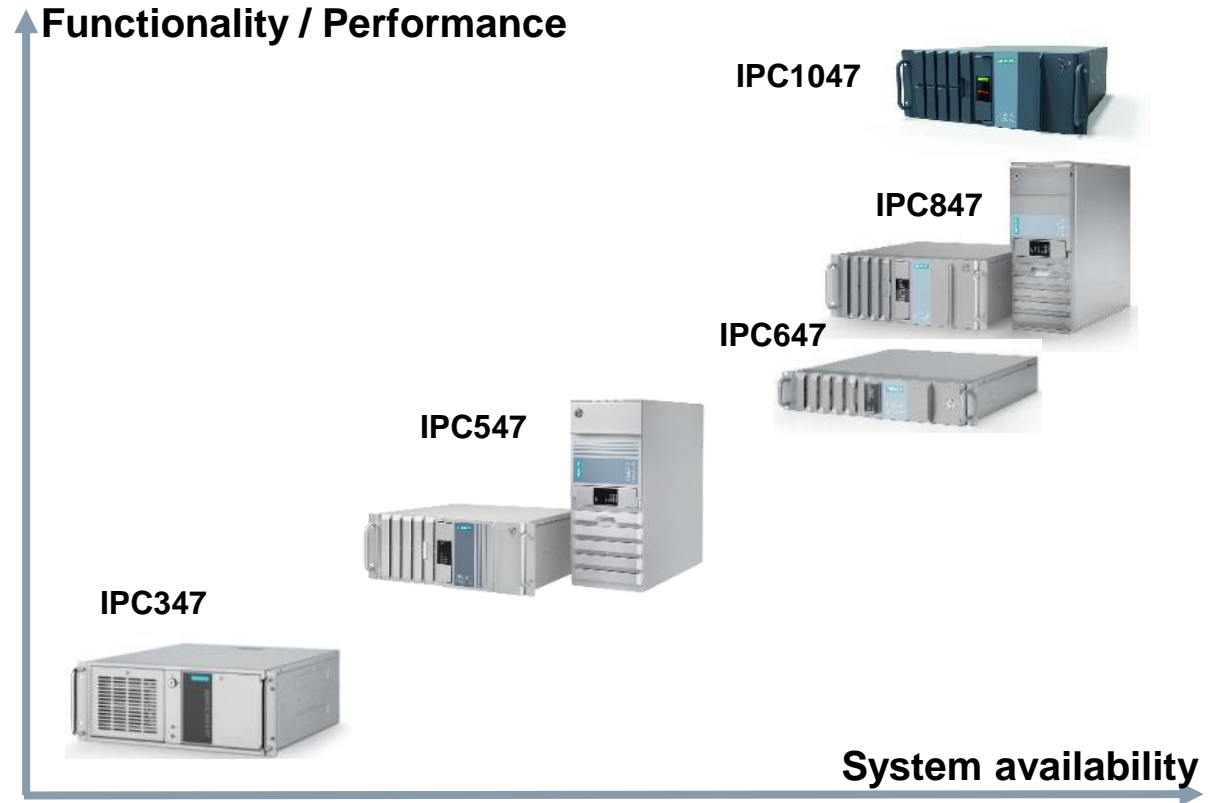 Functionality / Performance
IPC1047
IPC847
IPC647
IPC547
IPC347
System availability